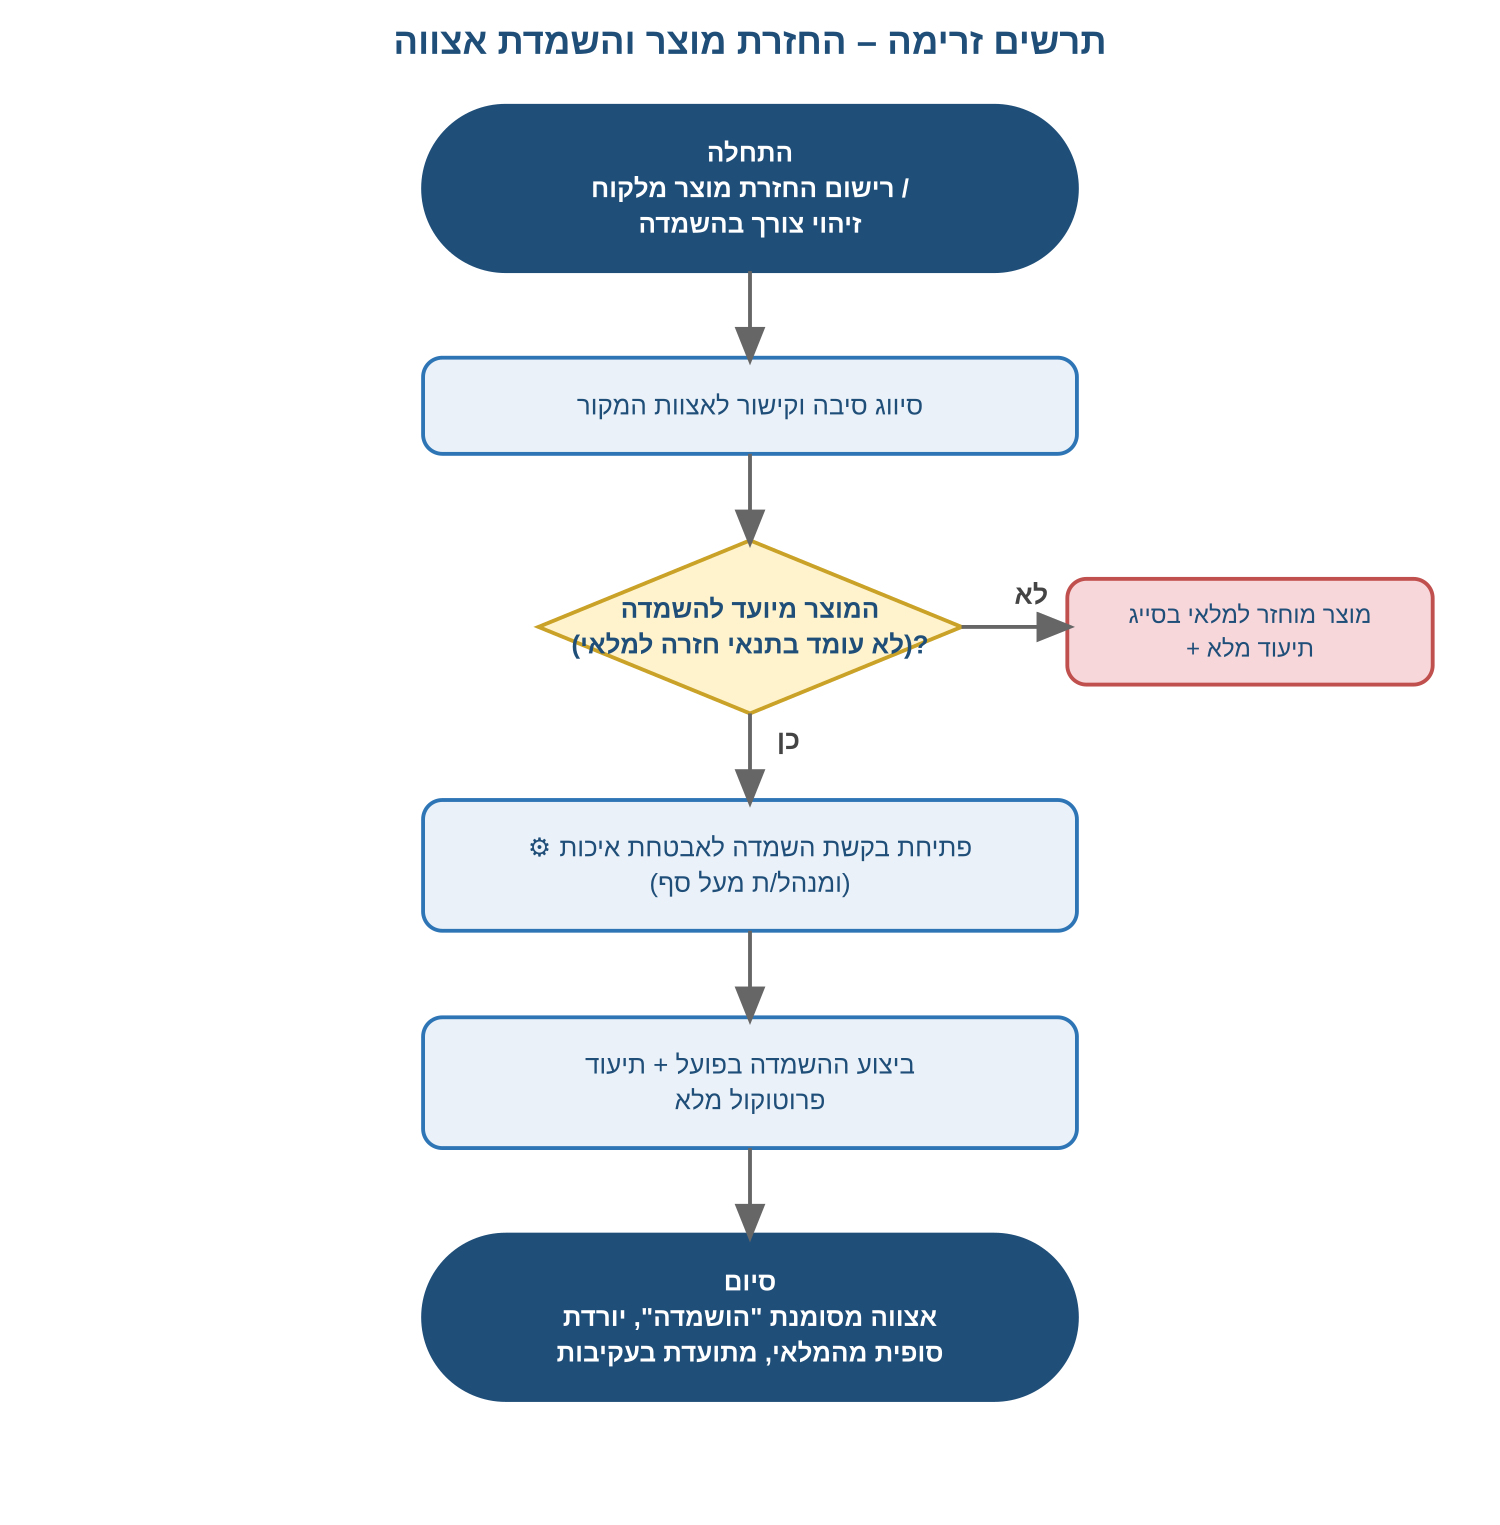 תרשים זרימה – החזרת מוצר והשמדת אצווה
התחלה
/ רישום החזרת מוצר מלקוח
זיהוי צורך בהשמדה
סיווג סיבה וקישור לאצוות המקור
המוצר מיועד להשמדה
?(לא עומד בתנאי חזרה למלאי)
לא
מוצר מוחזר למלאי בסייג
תיעוד מלא +
כן
פתיחת בקשת השמדה לאבטחת איכות ⚙
(ומנהל/ת מעל סף)
ביצוע ההשמדה בפועל + תיעוד
פרוטוקול מלא
סיום
אצווה מסומנת "הושמדה", יורדת
סופית מהמלאי, מתועדת בעקיבות